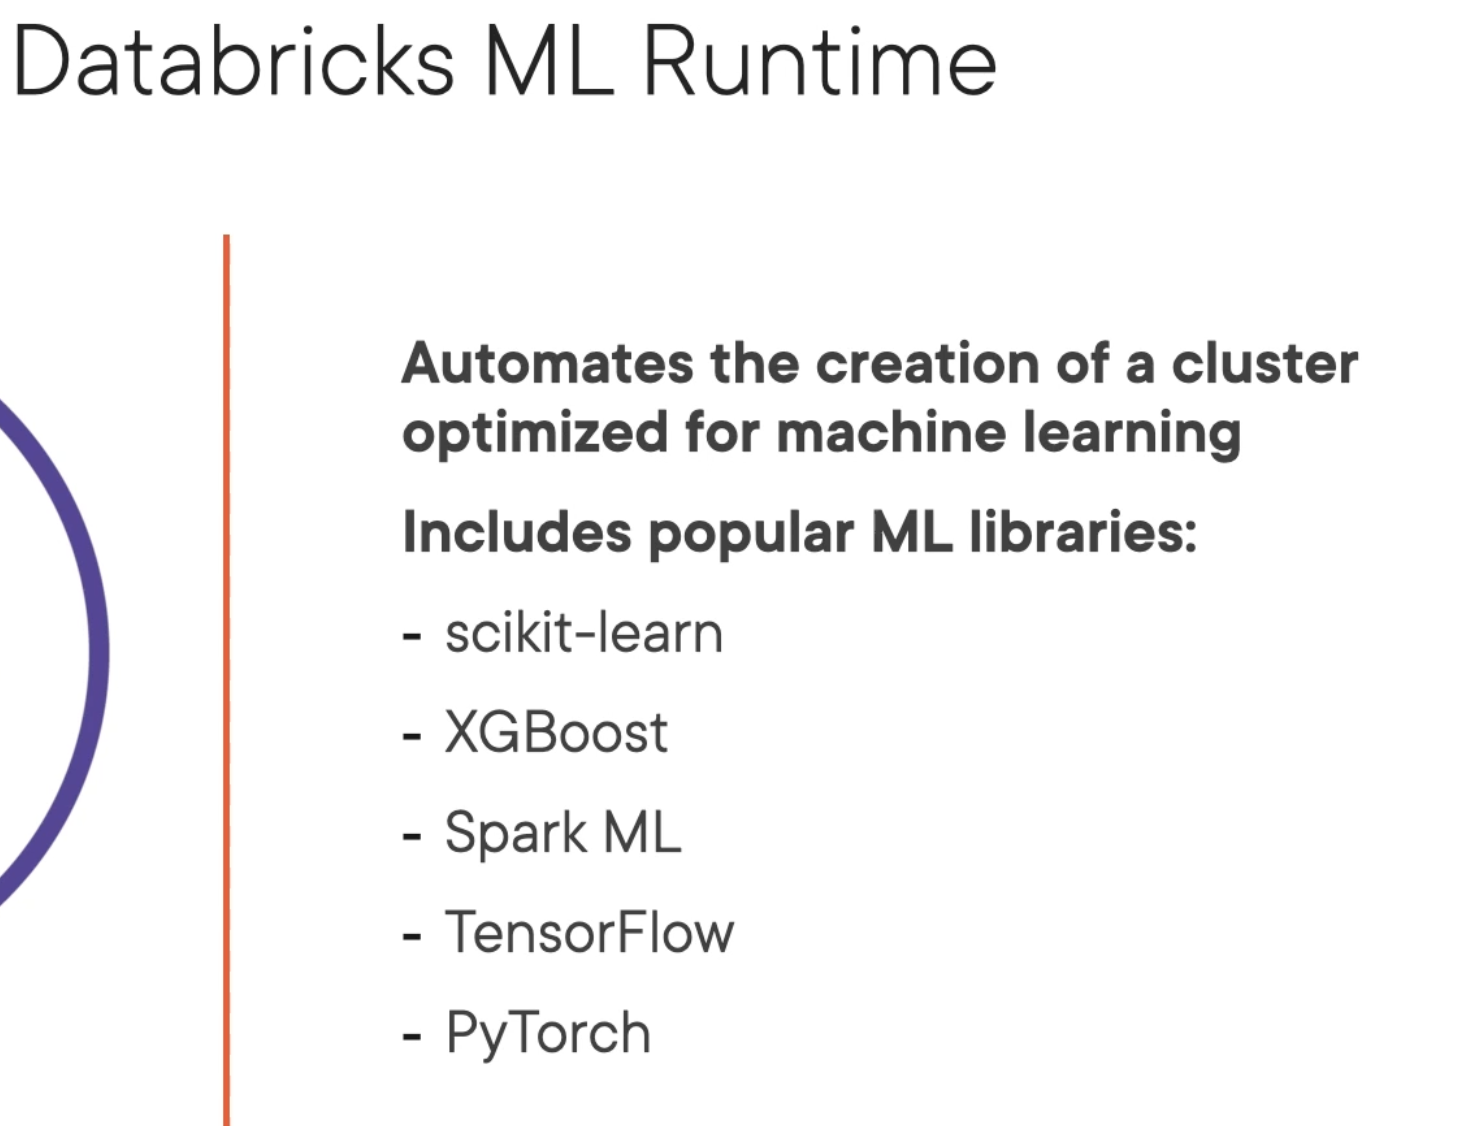 Databricks ML Runtime
Automates the creation of a cluster
optimized for machine learning
Includes popular ML libraries:
- scikit-learn
- XGBoost
- Spark ML
- TensorFlow
- PyTorch